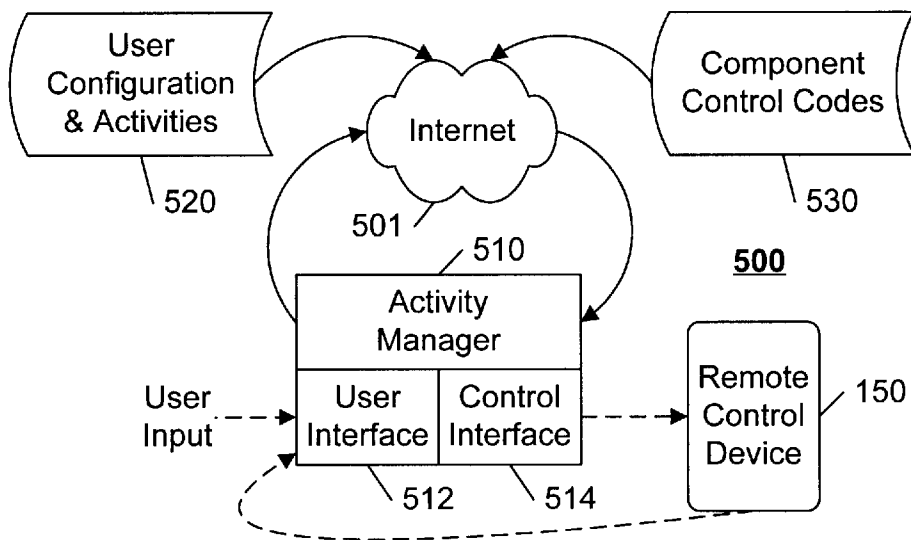 User
Configuration
& Activities
520
Internet
501
Component
Control Codes
530
500
510
Activity
Manager
User
Input
User
Interface
512
Control
Interface
514
Remote
Control
Device
150